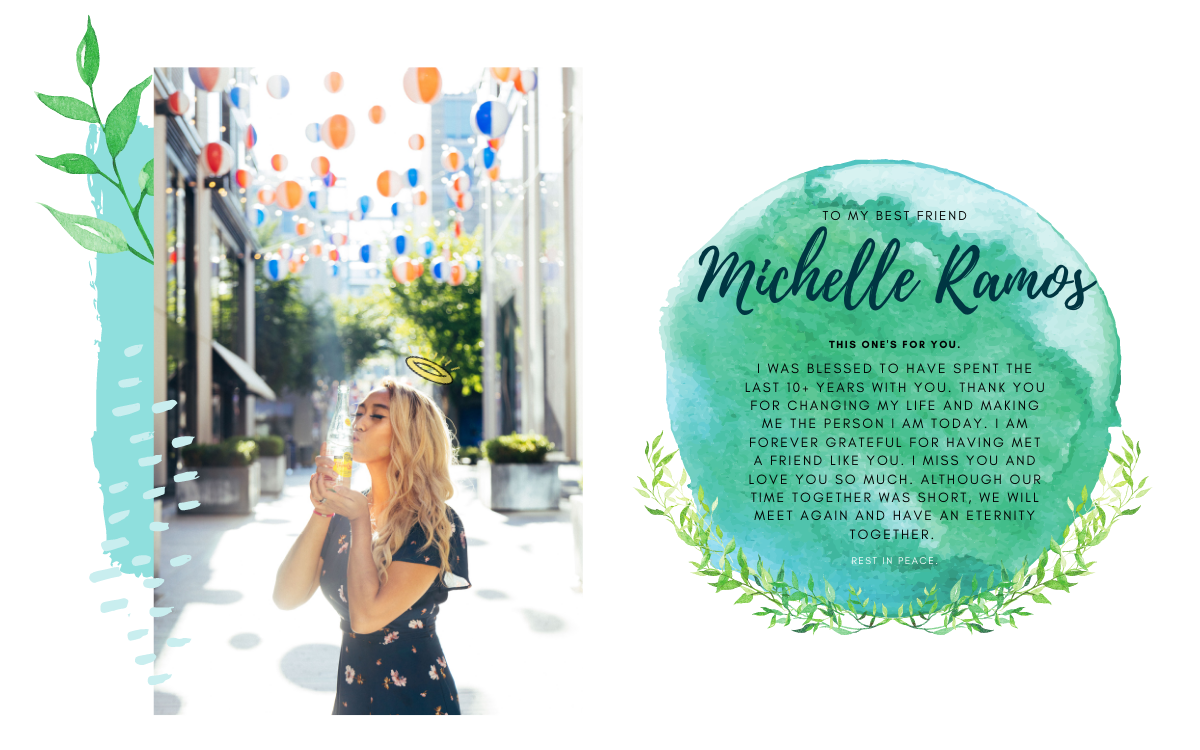 TO MY BEST FRIEND
Michelle Ramos
THIS ONE'S FOR YOU.
I WAS BLESSED TO HAVE SPENT THE
LAST 10+ YEARS WITH YOU. THANK YOU
FOR CHANGING MY LIFE AND MAKING
ME THE PERSON I AM TODAY. I AM
FOREVER GRATEFUL FOR HAVING MET
A FRIEND LIKE YOU. I MISS YOU AND
LOVE YOU SO MUCH. ALTHOUGH OUR
TIME TOGETHER WAS SHORT, WE WILL
MEET AGAIN AND HAVE AN ETERNITY
TOGETHER.
REST IN PEACE.